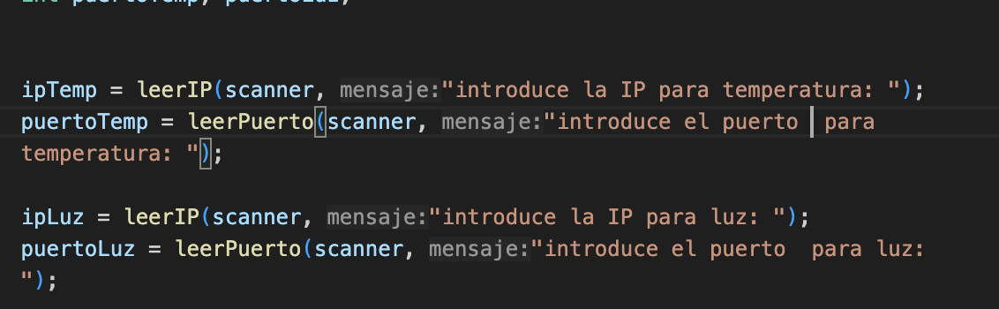 int puertoTemp, puertoLuz;
ipTemp = leerIP(scanner, mensaje:"introduce la IP para temperatura: ");
puertoTemp = leerPuerto(scanner, mensaje:"introduce el puerto  para
temperatura: ");
ipLuz = leerIP(scanner, mensaje:"introduce la IP para luz: ");
puertoLuz = leerPuerto(scanner, mensaje:"introduce el puerto  para luz:
");